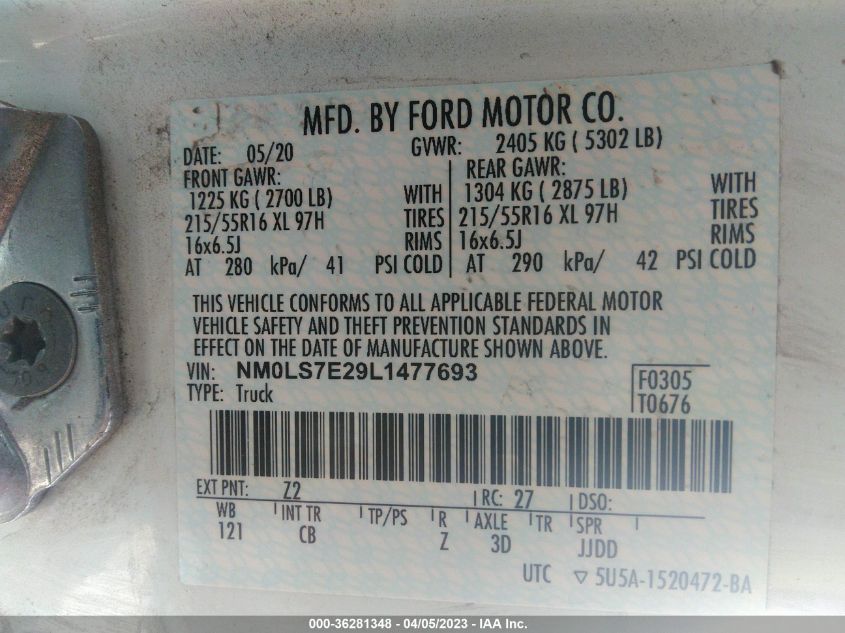 MFD. BY FORD MOTOR CO.
DATE: 05/20 GVWR: 2405 KG ( 5302 LB)
FRONT GAWR: REAR GAWR:
1225 KG ( 2700 LB) WITH 1304 KG ( 2875 LB) WITH
215/55R16 XL 97H TIRES 215/55R16 XL 97H TIRES
16x6.5J RIMS 16x6.5J RIMS
AT 280 kPa/ 41 PSI COLD AT 290 kPa/ 42 PSI COLD
THIS VEHICLE CONFORMS TO ALL APPLICABLE FEDERAL MOTOR
VEHICLE SAFETY AND THEFT PREVENTION STANDARDS IN
EFFECT ON THE DATE OF MANUFACTURE SHOWN ABOVE.
VIN: NM0LS7E29L1477693
TYPE: Truck
F0305
T0676
EXT PNT: Z2 RC: 27 DSO:
WB INT TR TP/PS R AXLE TR SPR
121 CB Z 3D JJDD
UTC ▽ 5U5A-1520472-BA
000-36281348 - 04/05/2023 - IAA Inc.